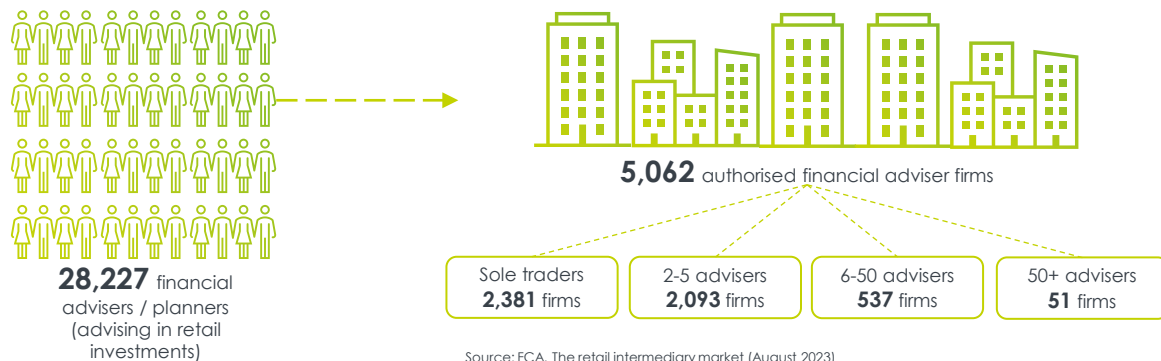 28,227 financial
advisers / planners
(advising in retail
investments)
5,062 authorised financial adviser firms
Sole traders
2,381 firms
2-5 advisers
2,093 firms
6-50 advisers
537 firms
50+ advisers
51 firms
Source: FCA, The retail intermediary market (August 2023)